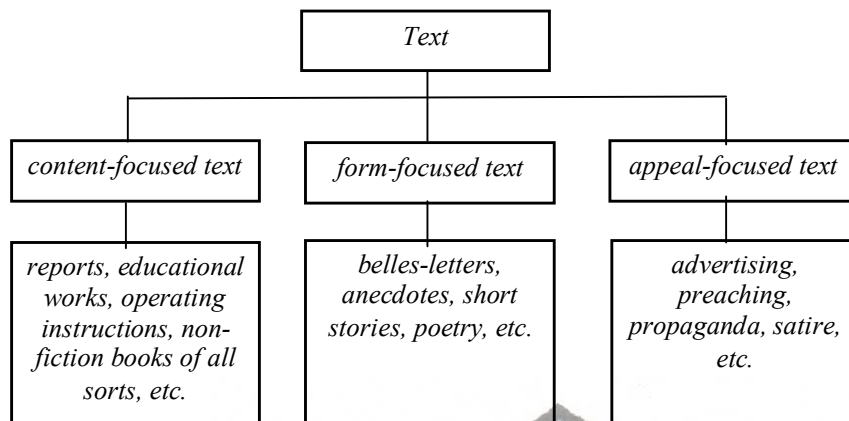 Text
content-focused text
form-focused text
appeal-focused text
reports, educational
works, operating
instructions, non-
fiction books of all
sorts, etc.
belles-letters,
anecdotes, short
stories, poetry, etc.
advertising,
preaching,
propaganda, satire,
etc.